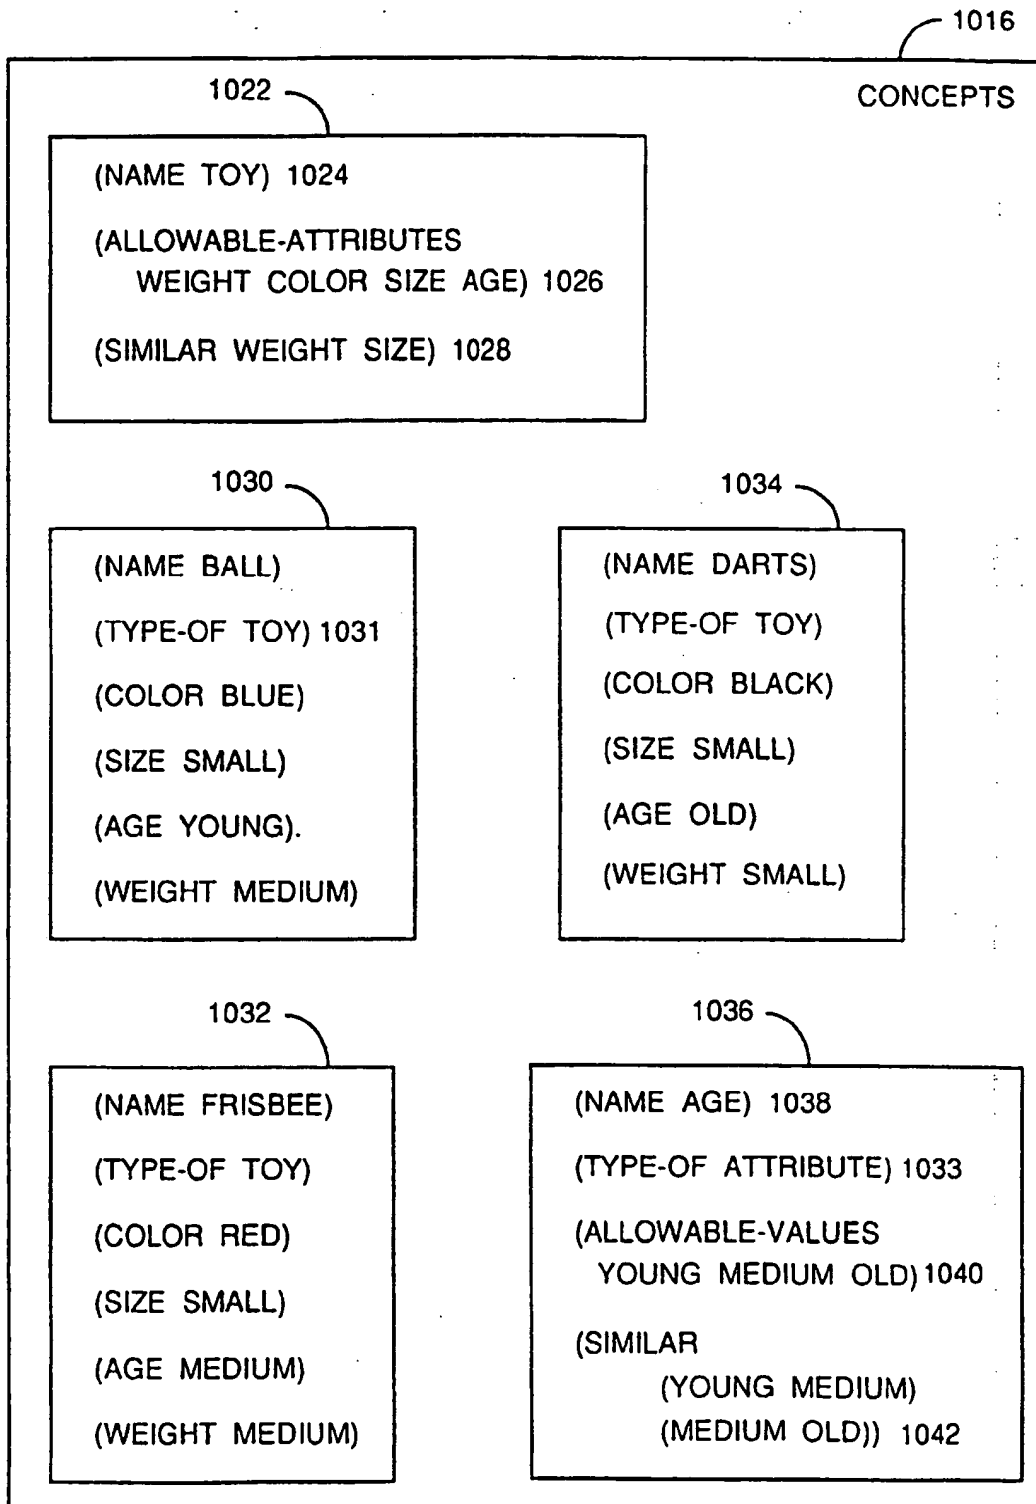 1016
CONCEPTS
1022
(NAME TOY) 1024
(ALLOWABLE-ATTRIBUTES
WEIGHT COLOR SIZE AGE) 1026
(SIMILAR WEIGHT SIZE) 1028
1030
(NAME BALL)
(TYPE-OF TOY) 1031
(COLOR BLUE)
(SIZE SMALL)
(AGE YOUNG).
(WEIGHT MEDIUM)
1034
(NAME DARTS)
(TYPE-OF TOY)
(COLOR BLACK)
(SIZE SMALL)
(AGE OLD)
(WEIGHT SMALL)
1032
(NAME FRISBEE)
(TYPE-OF TOY)
(COLOR RED)
(SIZE SMALL)
(AGE MEDIUM)
(WEIGHT MEDIUM)
1036
(NAME AGE) 1038
(TYPE-OF ATTRIBUTE) 1033
(ALLOWABLE-VALUES
YOUNG MEDIUM OLD) 1040
(SIMILAR
(YOUNG MEDIUM)
(MEDIUM OLD)) 1042